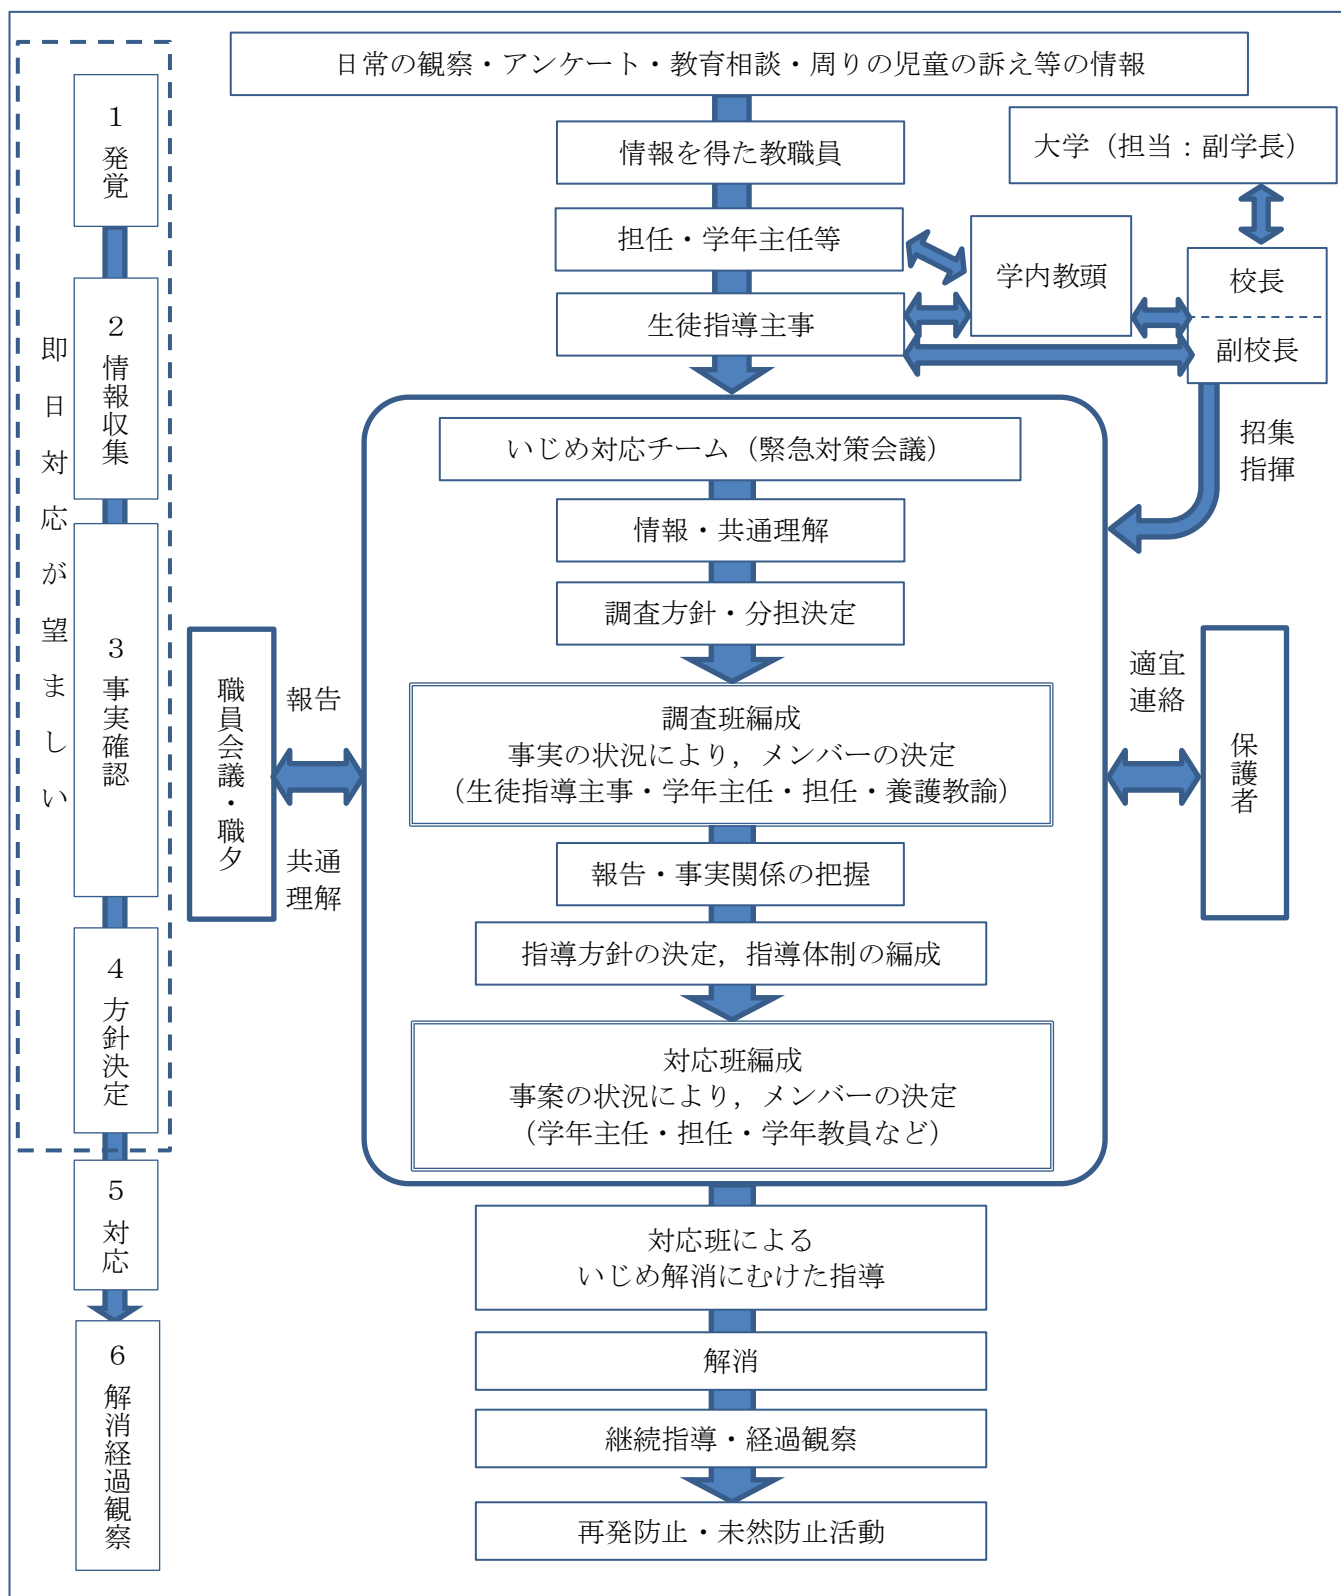 日常の観察・アンケート・教育相談・周りの児童の訴え等の情報
情報を得た教職員
大学（担当：副学長）
担任・学年主任等
学内教頭
校長
副校長
生徒指導主事
招集
指揮
いじめ対応チーム（緊急対策会議）
情報・共通理解
調査方針・分担決定
調査班編成
事実の状況により，メンバーの決定
（生徒指導主事・学年主任・担任・養護教諭）
報告・事実関係の把握
指導方針の決定，指導体制の編成
対応班編成
事案の状況により，メンバーの決定
（学年主任・担任・学年教員など）
対応班による
いじめ解消にむけた指導
解消
継続指導・経過観察
再発防止・未然防止活動
職員会議・職夕
報告
共通
理解
適宜
連絡
保護者
即日対応が望ましい
１発覚
２情報収集
３事実確認
４方針決定
５対応
６解消経過観察